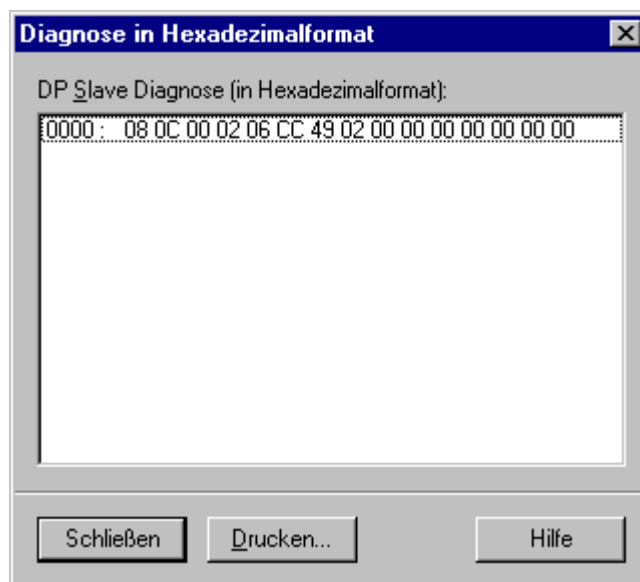 Diagnose in Hexadezimalformat
DP Slave Diagnose (in Hexadezimalformat):
0000 : 08 0C 00 02 06 CC 49 02 00 00 00 00 00 00 00
Schließen
Drucken...
Hilfe